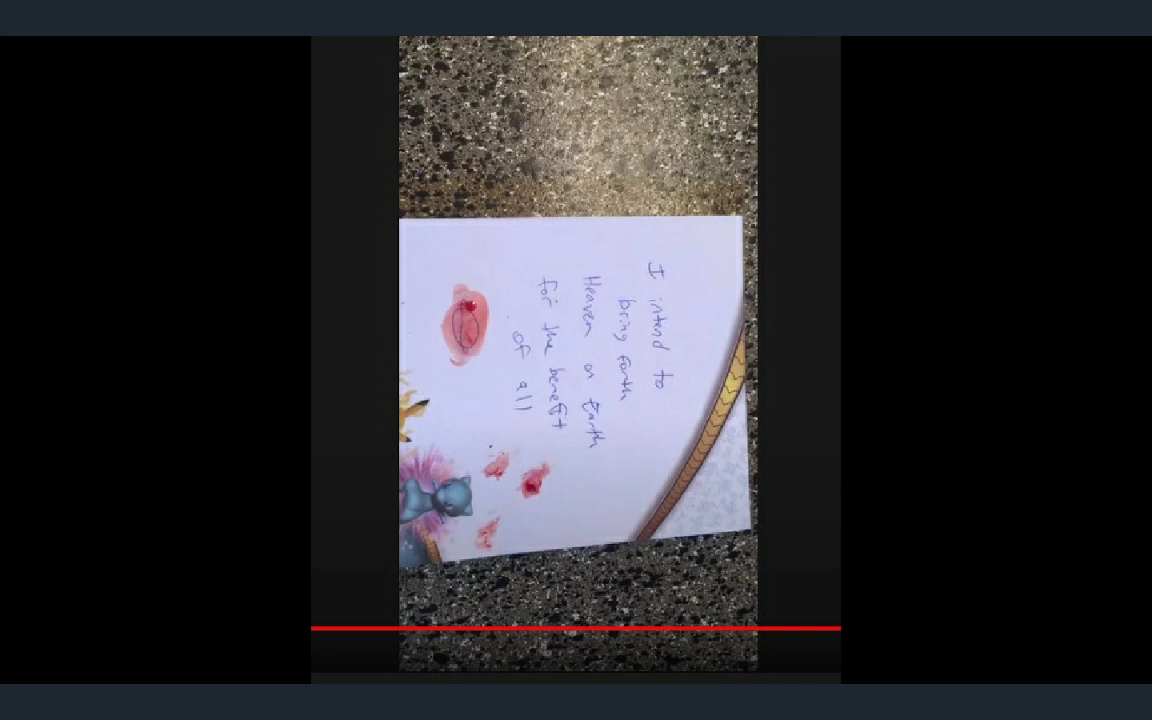 I intend to
bring forth
Heaven on Earth
for the benefit
of all